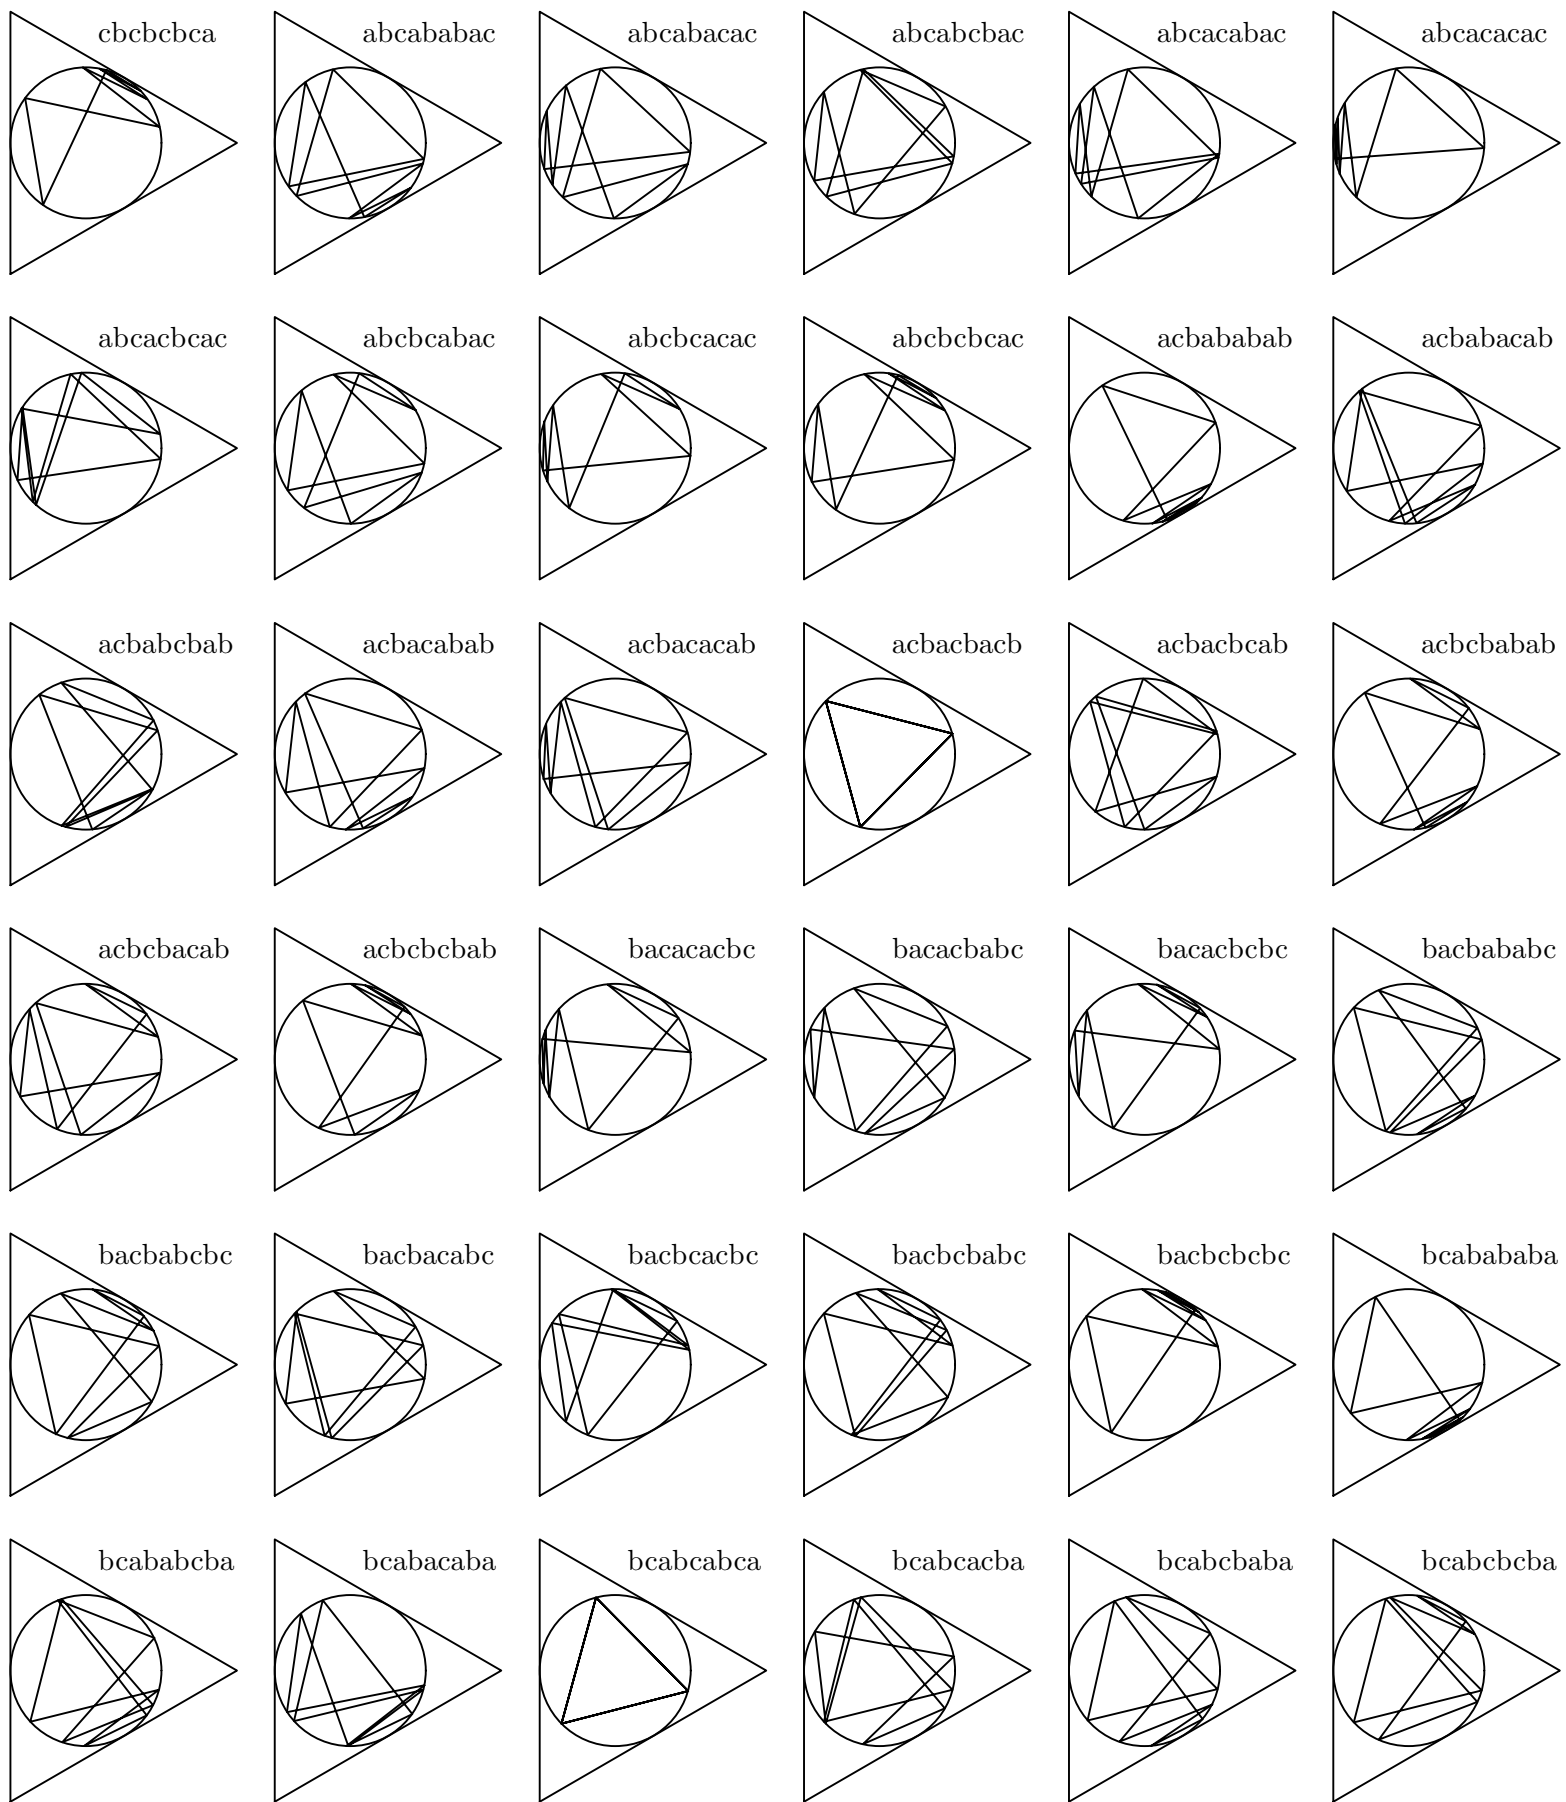 cbcbcbca abcababac abcabacac abcabcbac abcacabac abcacacac
abcacbcac abcbcabac abcbcacac abcbcbcac acbababab acbabacab
acbabcbab acbacabab acbacacab acbacbacb acbacbcab acbcbabab
acbcbacab acbcbcbab bacacacbc bacacbabc bacacbcbc bacbababc
bacbabcbc bacbacabc bacbcacbc bacbcbabc bacbcbcbc bcabababa
bcababcba bcabacaba bcabcabca bcabcacba bcabcbaba bcabcbcba